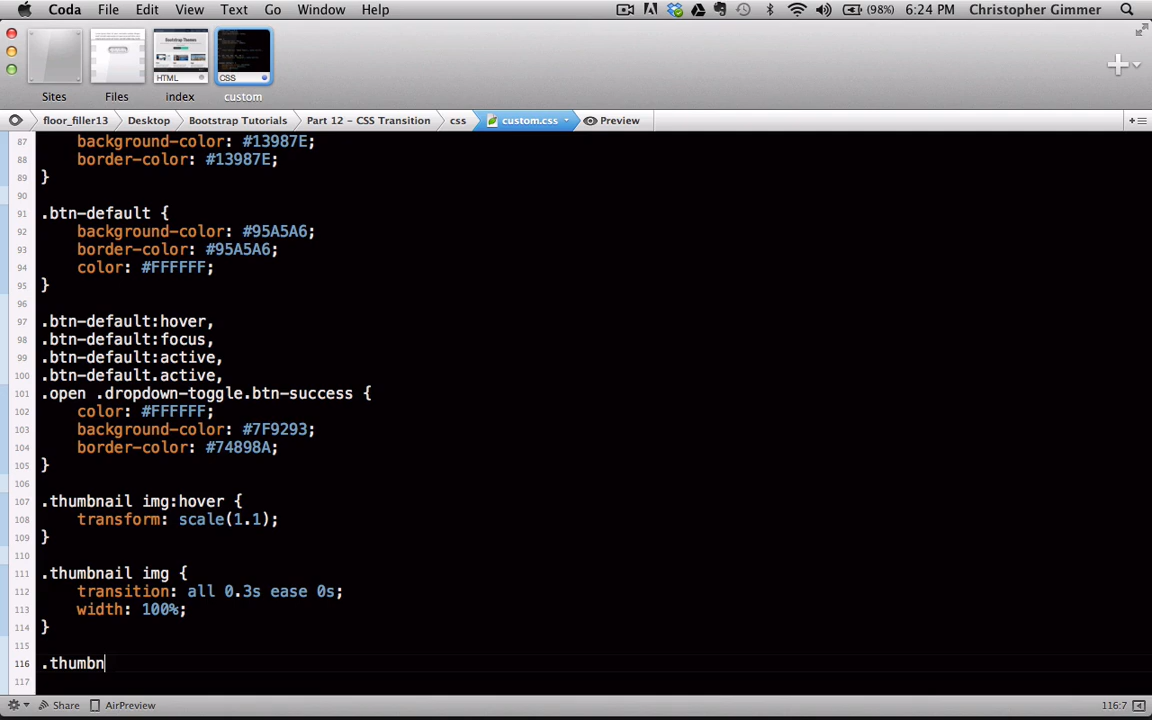 Coda File Edit View Text Go Window Help (98%) 6:24 PM Christopher Gimmer
HTML CSS
Sites Files index custom
floor_filler13 Desktop Bootstrap Tutorials Part 12 – CSS Transition css custom.css Preview
87 background-color: #13987E;
88 border-color: #13987E;
89 }
90
91 .btn-default {
92 background-color: #95A5A6;
93 border-color: #95A5A6;
94 color: #FFFFFF;
95 }
96
97 .btn-default:hover,
98 .btn-default:focus,
99 .btn-default:active,
100 .btn-default.active,
101 .open .dropdown-toggle.btn-success {
102 color: #FFFFFF;
103 background-color: #7F9293;
104 border-color: #74898A;
105 }
106
107 .thumbnail img:hover {
108 transform: scale(1.1);
109 }
110
111 .thumbnail img {
112 transition: all 0.3s ease 0s;
113 width: 100%;
114 }
115
116 .thumbn
117
Share AirPreview 116:7